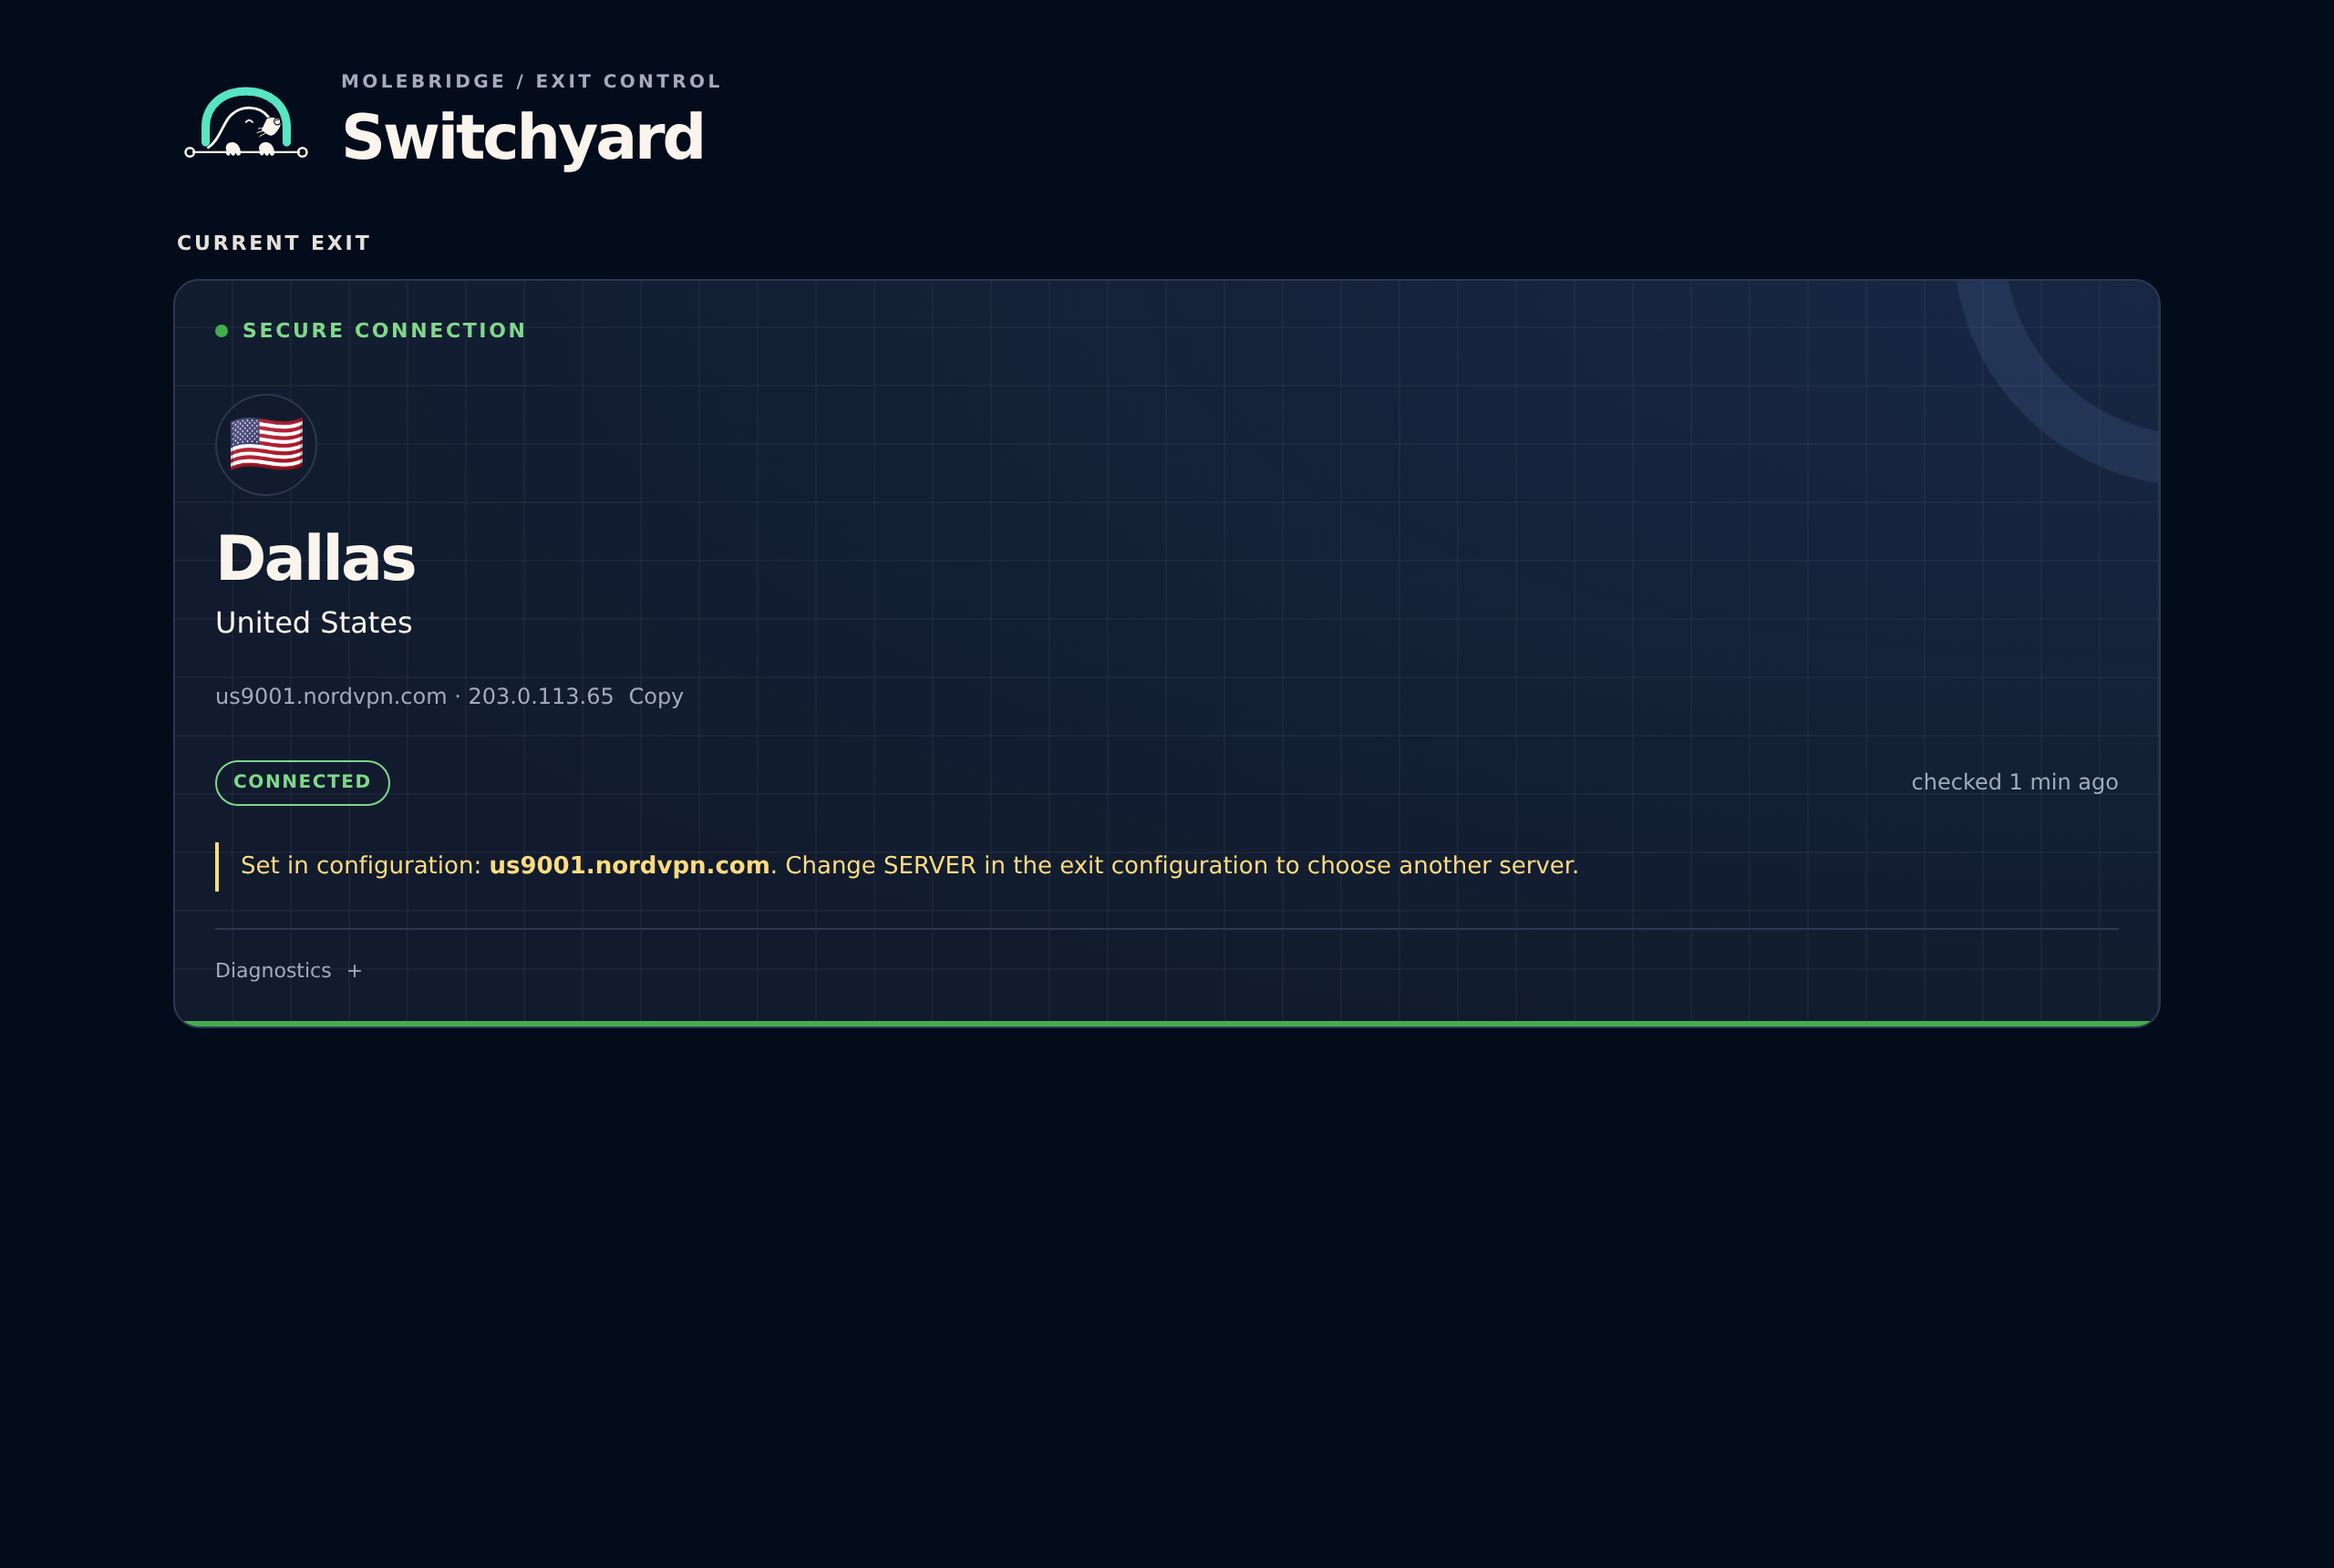 MOLEBRIDGE / EXIT CONTROL
Switchyard
CURRENT EXIT
SECURE CONNECTION
Dallas
United States
us9001.nordvpn.com · 203.0.113.65 Copy
CONNECTED
checked 1 min ago
Set in configuration: us9001.nordvpn.com. Change SERVER in the exit configuration to choose another server.
Diagnostics +